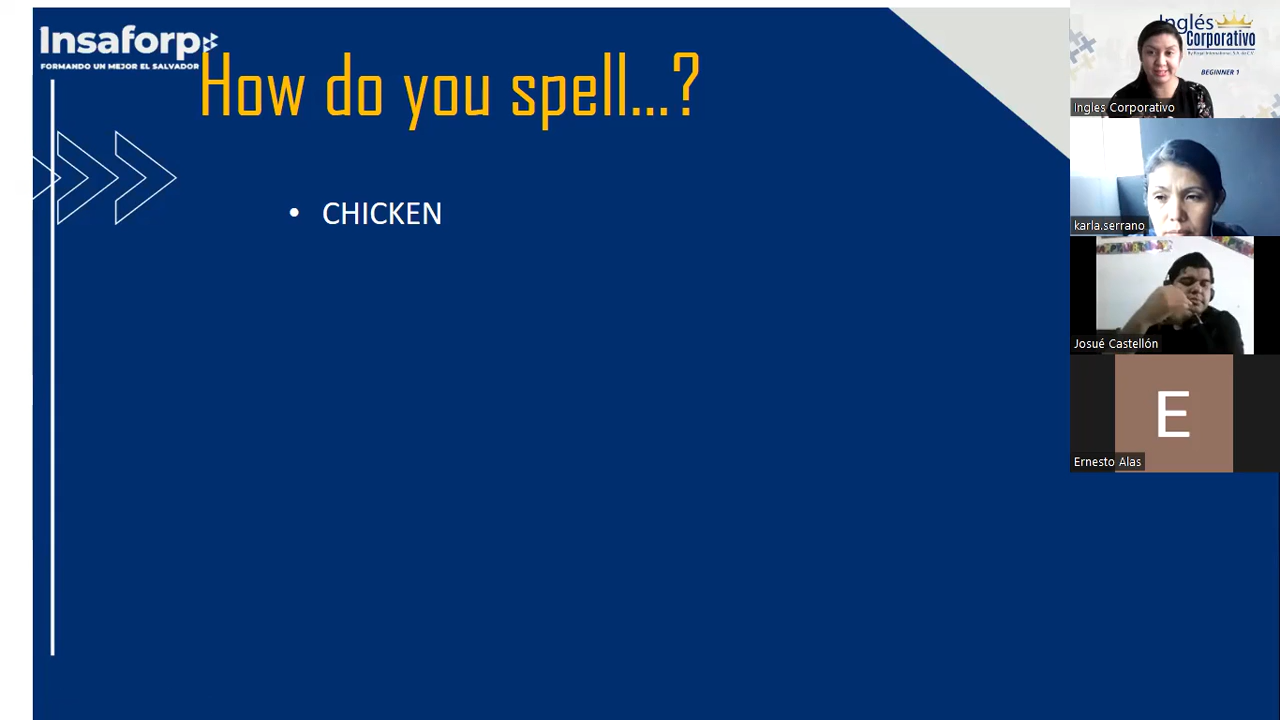 Insaforp
FORMANDO UN MEJOR EL SALVADOR
How do you spell...?
• CHICKEN
Inglés
Corporativo
BEGINNER 1
Ingles Corporativo
karla.serrano
Josué Castellón
E
Ernesto Alas